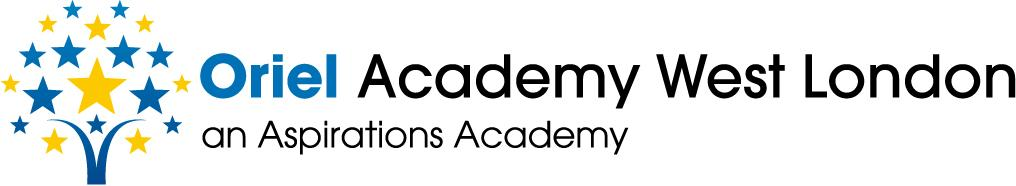 Oriel Academy West London
an Aspirations Academy